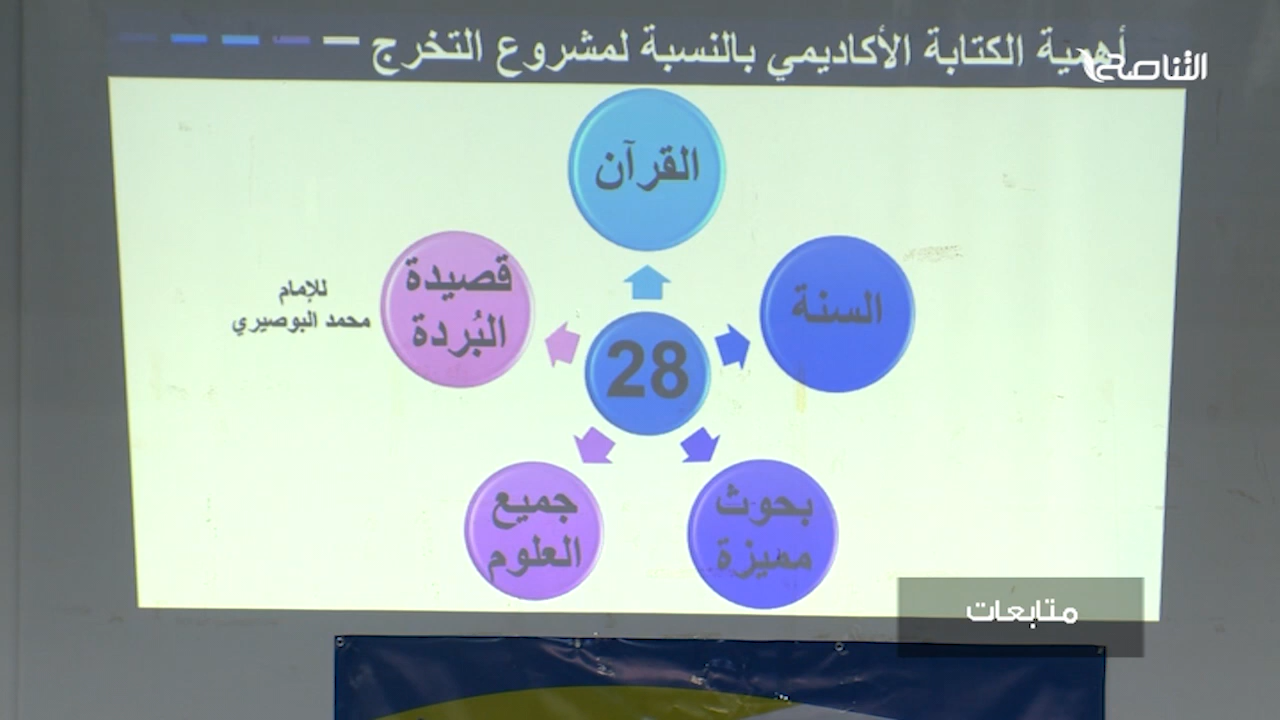 أهمية الكتابة الأكاديمي بالنسبة لمشروع التخرج
التناصح
القرآن
السنة
قصيدة
البُردة
للإمام
محمد البوصيري
28
بحوث
مميزة
جميع
العلوم
متابعات